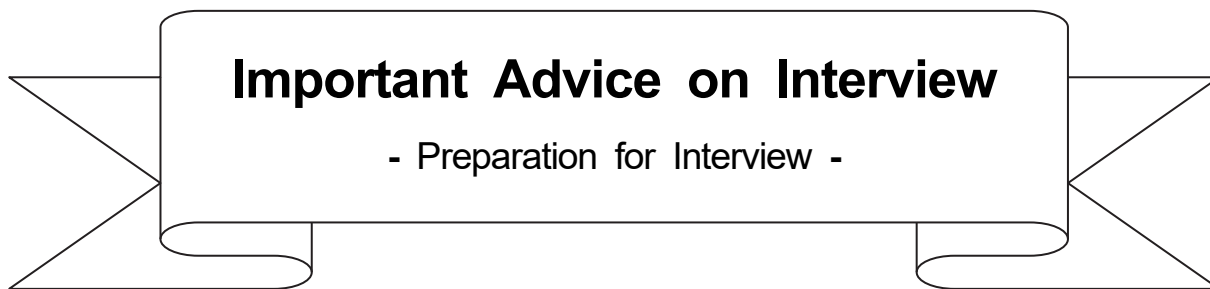 Important Advice on Interview
- Preparation for Interview -